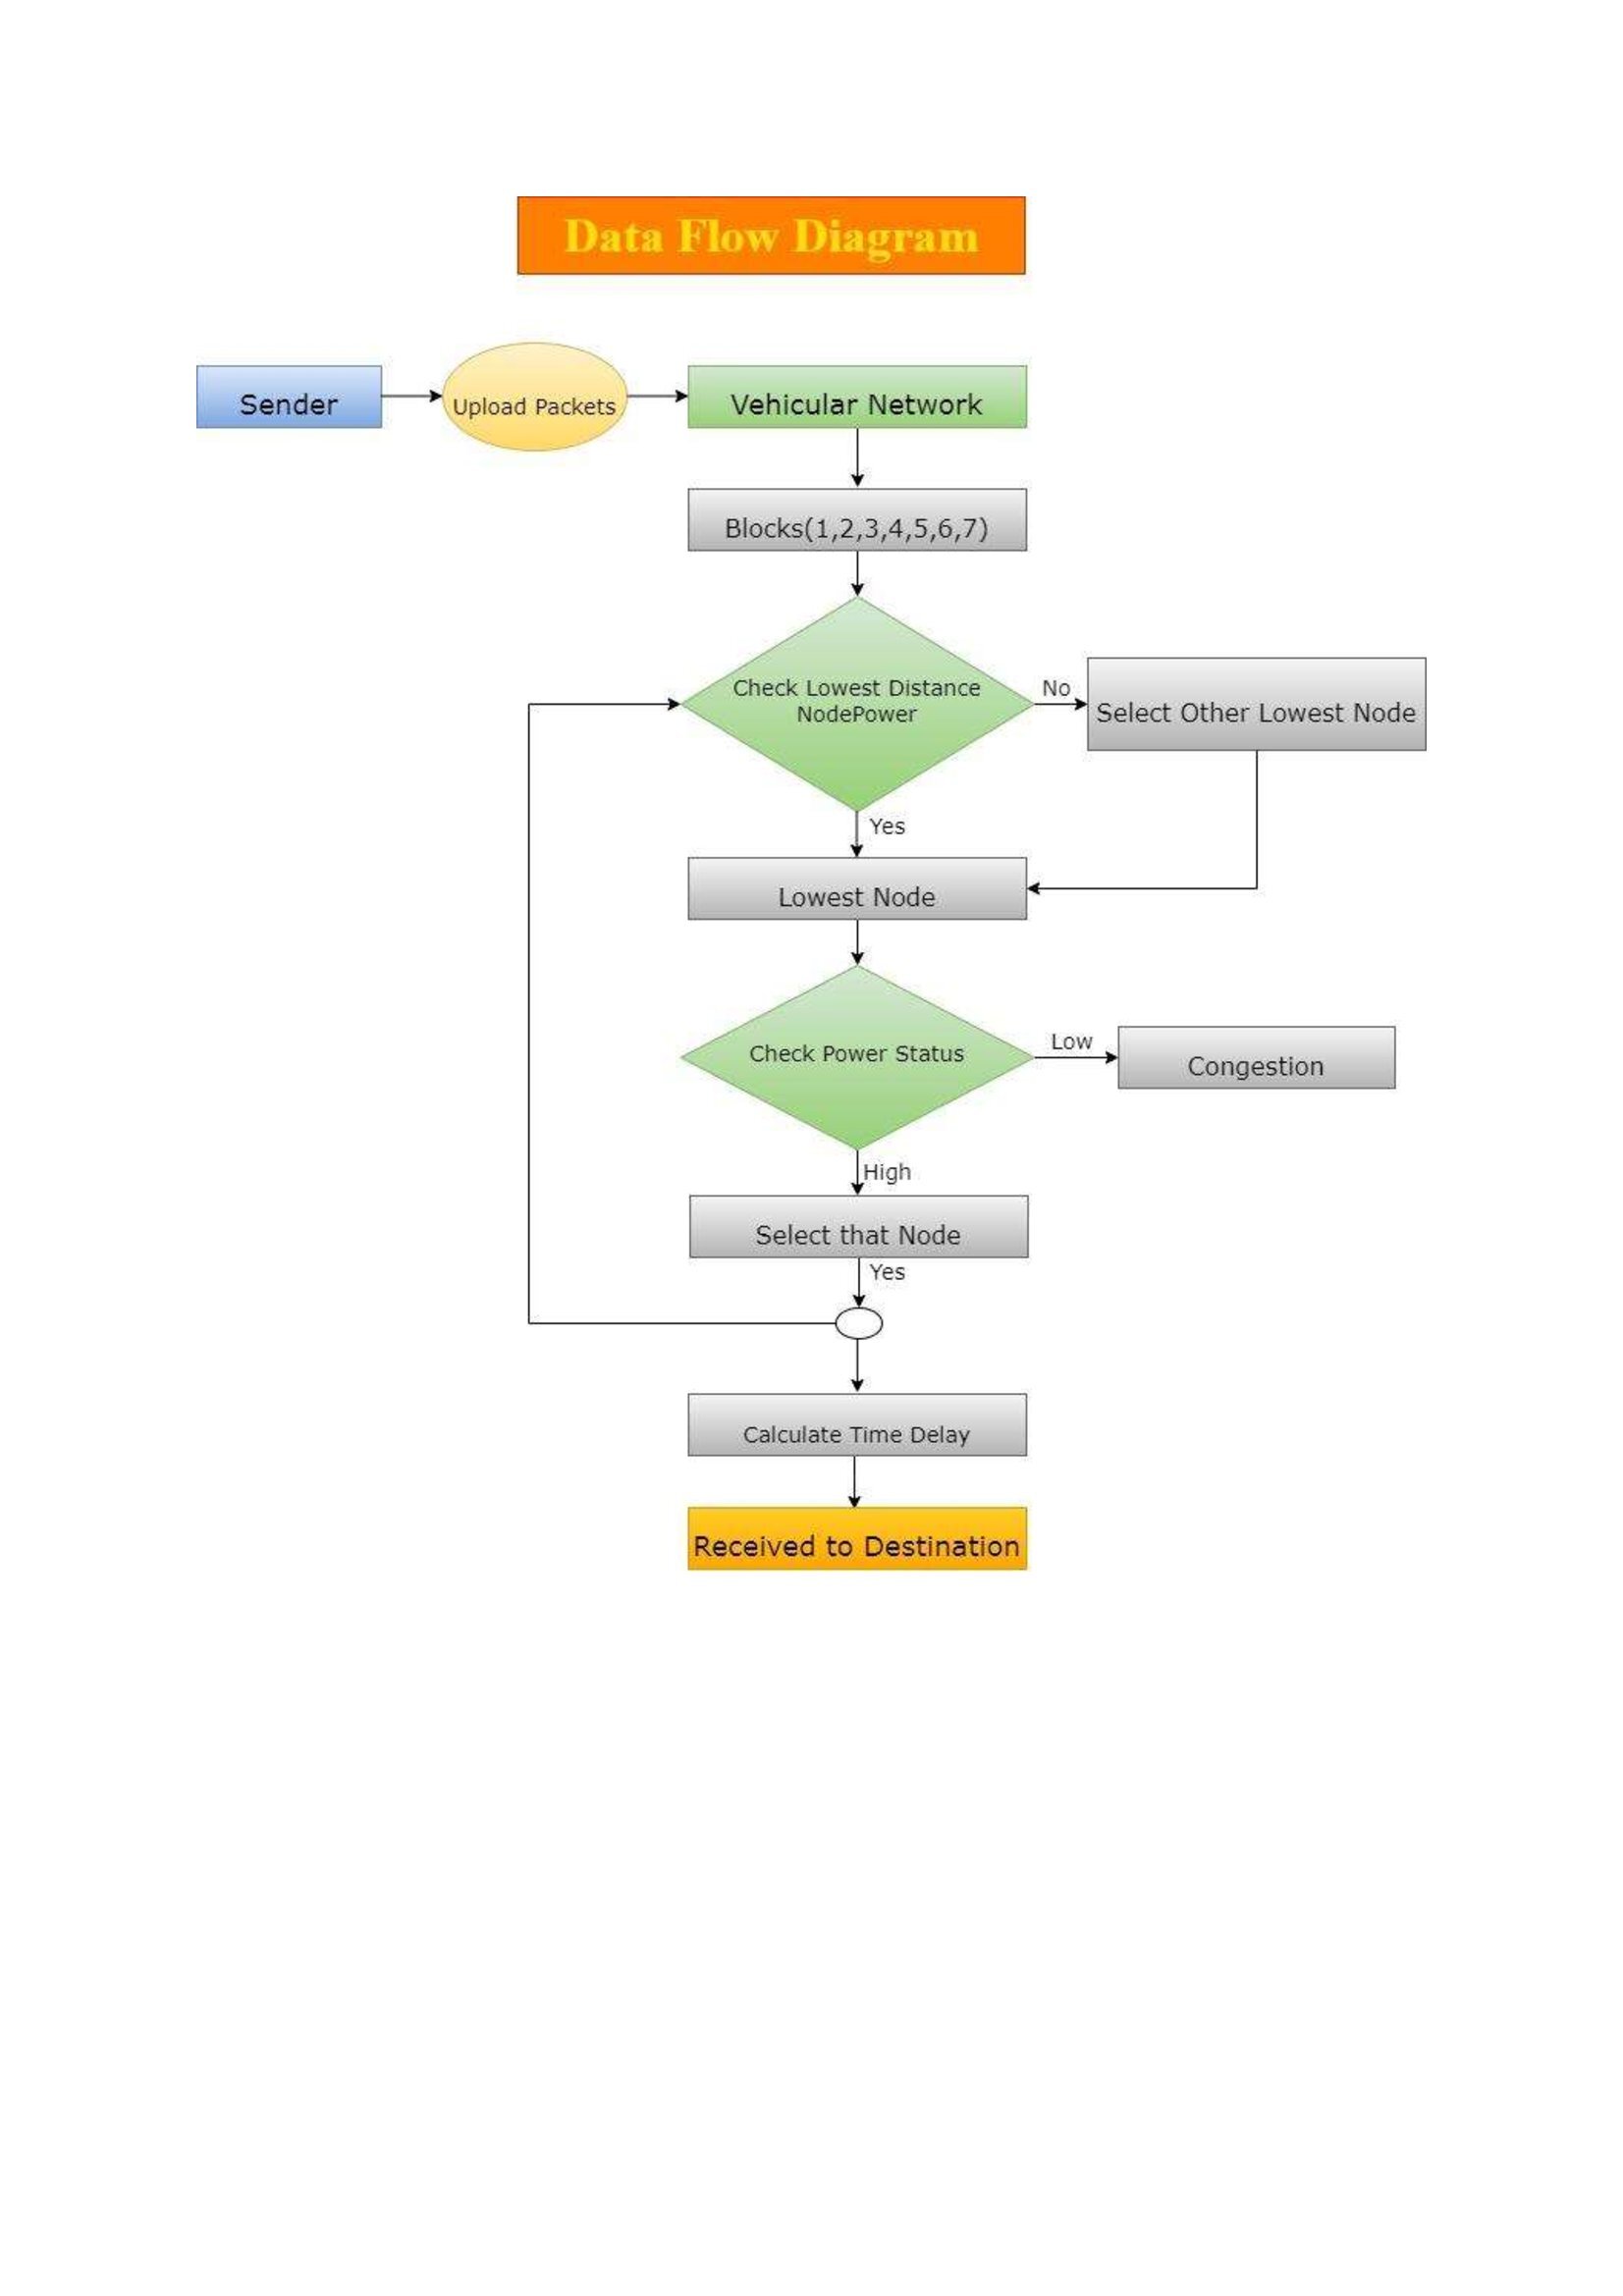 Data Flow Diagram
Sender
Upload Packets
Vehicular Network
Blocks(1,2,3,4,5,6,7)
Check Lowest Distance
NodePower
No
Select Other Lowest Node
Yes
Lowest Node
Check Power Status
Low
Congestion
High
Select that Node
Yes
Calculate Time Delay
Received to Destination